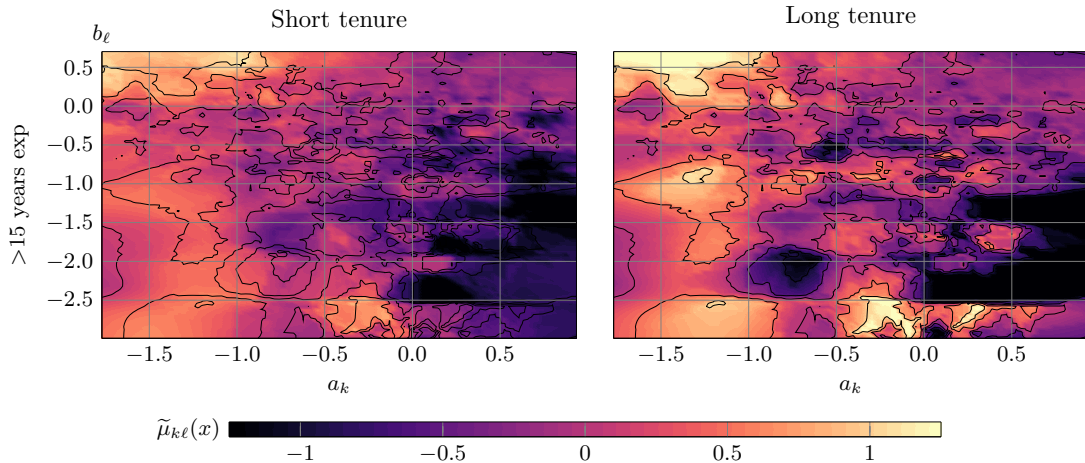 Short tenure Long tenure
b_ℓ
0.5
0.0
−0.5
−1.0
−1.5
−2.0
−2.5
>15 years exp
−1.5 −1.0 −0.5 0.0 0.5 −1.5 −1.0 −0.5 0.0 0.5
a_k a_k
μ̃_kℓ(x)
−1 −0.5 0 0.5 1